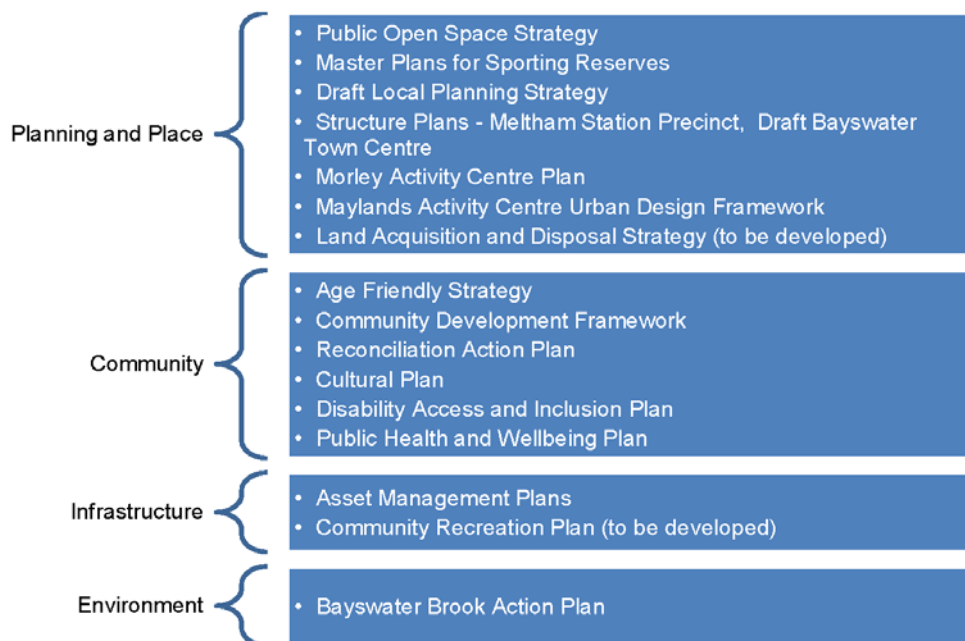 Planning and Place
• Public Open Space Strategy
• Master Plans for Sporting Reserves
• Draft Local Planning Strategy
• Structure Plans - Meltham Station Precinct, Draft Bayswater
Town Centre
• Morley Activity Centre Plan
• Maylands Activity Centre Urban Design Framework
• Land Acquisition and Disposal Strategy (to be developed)
Community
• Age Friendly Strategy
• Community Development Framework
• Reconciliation Action Plan
• Cultural Plan
• Disability Access and Inclusion Plan
• Public Health and Wellbeing Plan
Infrastructure
• Asset Management Plans
• Community Recreation Plan (to be developed)
Environment
• Bayswater Brook Action Plan